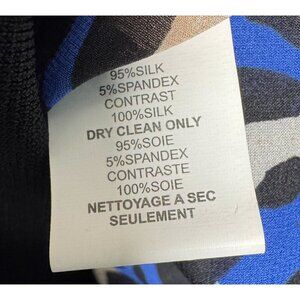 95%SILK
5%SPANDEX
CONTRAST
100%SILK
DRY CLEAN ONLY
95%SOIE
5%SPANDEX
CONTRASTE
100%SOIE
NETTOYAGE A SEC
SEULEMENT